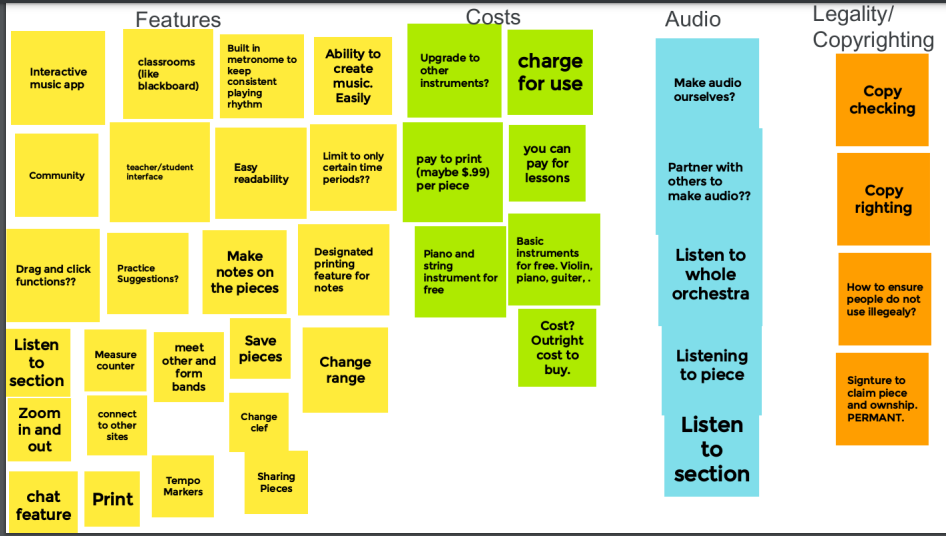 Features
Costs
Audio
Legality/
Copyrighting
Interactive
music app
classrooms
(like
blackboard)
Built in
metronome to
keep
consistent
playing
rhythm
Ability to
create
music.
Easily
Community
teacher/student
interface
Easy
readability
Limit to only
certain time
periods??
Drag and click
functions??
Practice
Suggestions?
Make
notes on
the pieces
Designated
printing
feature for
notes
Listen
to
section
Measure
counter
meet
other and
form
bands
Save
pieces
Change
range
Zoom
in and
out
connect
to other
sites
Change
clef
chat
feature
Print
Tempo
Markers
Sharing
Pieces
Upgrade to
other
instruments?
charge
for use
pay to print
(maybe $.99)
per piece
you can
pay for
lessons
Piano and
string
instrument for
free
Basic
instruments
for free. Violin,
piano, guiter, .
Cost?
Outright
cost to
buy.
Make audio
ourselves?
Partner with
others to
make audio??
Listen to
whole
orchestra
Listening
to piece
Listen
to
section
Copy
checking
Copy
righting
How to ensure
people do not
use illegealy?
Signture to
claim piece
and ownship.
PERMANT.